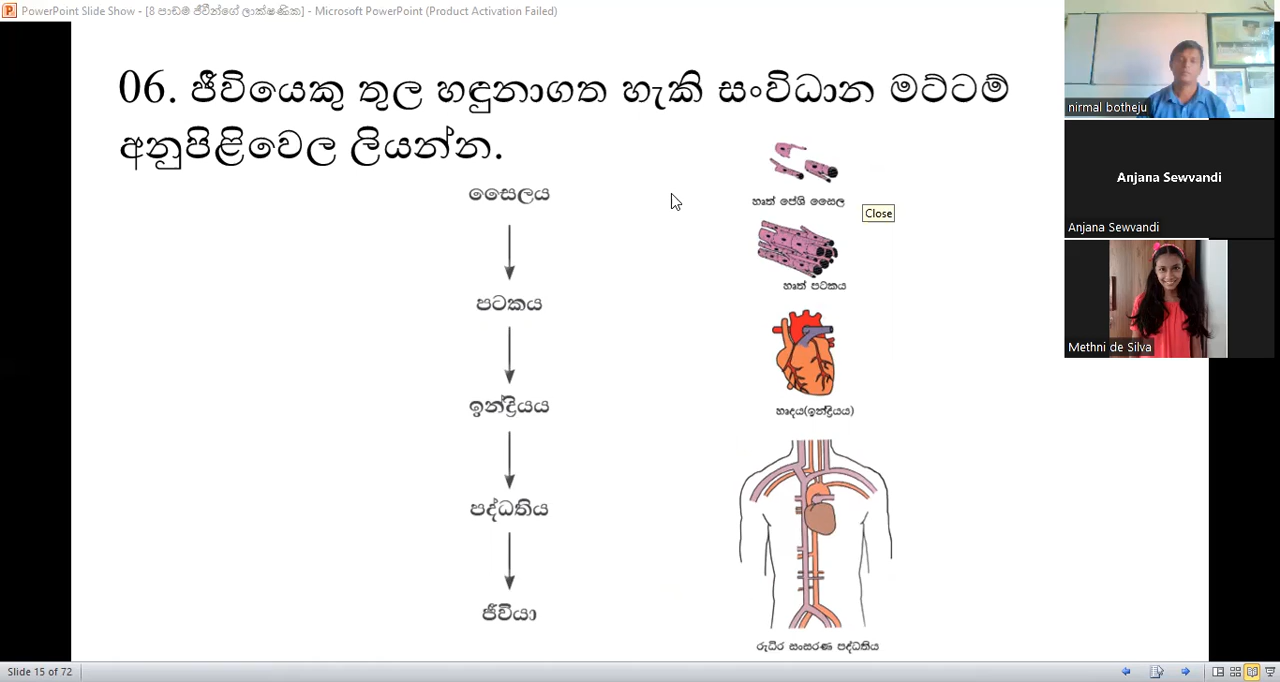 PowerPoint Slide Show - [8 පාඩම ජීවීන්ගේ ලාක්ෂණික] - Microsoft PowerPoint (Product Activation Failed)
06. ජීවියෙකු තුල හඳුනාගත හැකි සංවිධාන මට්ටම්
අනුපිළිවෙල ලියන්න.
සෛලය
පටකය
ඉන්ද්‍රියය
පද්ධතිය
ජීවියා
හෘත් පේශි සෛල
Close
හෘත් පටකය
හෘදය(ඉන්ද්‍රියය)
රුධිර සංසරණ පද්ධතිය
nirmal botheju
Anjana Sewvandi
Anjana Sewvandi
Methni de Silva
Slide 15 of 72